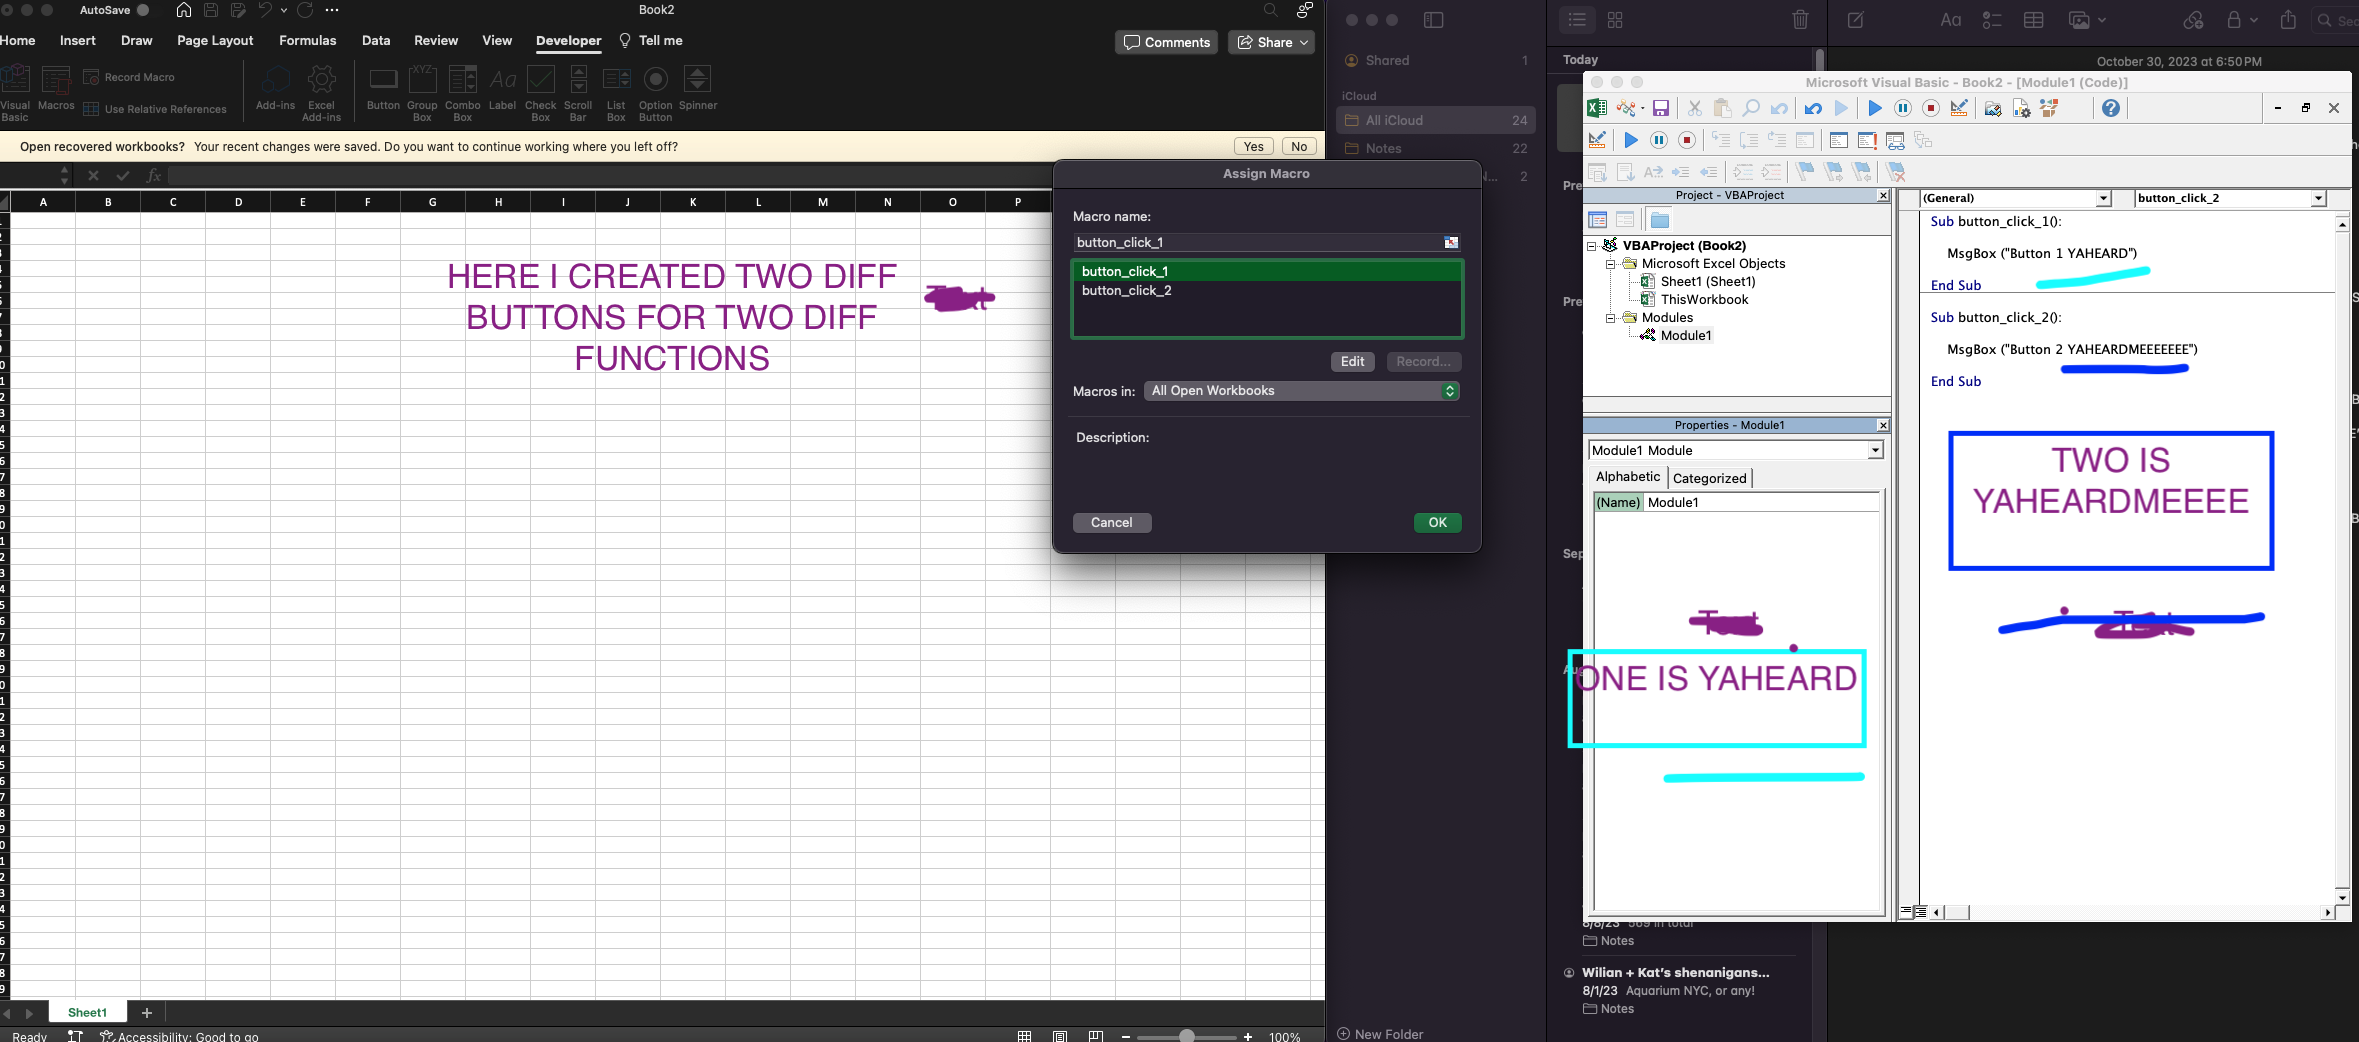 AutoSave
Book2
Home Insert Draw Page Layout Formulas Data Review View Developer Tell me
Comments Share
Visual Basic
Macros
Record Macro
Use Relative References
Add-ins
Excel Add-ins
Button
Group Box
Combo Box
Label
Check Box
Scroll Bar
List Box
Option Button
Spinner
Open recovered workbooks? Your recent changes were saved. Do you want to continue working where you left off?
Yes No
fx
A B C D E F G H I J K L M N O P
HERE I CREATED TWO DIFF
BUTTONS FOR TWO DIFF
FUNCTIONS
Assign Macro
Macro name:
button_click_1
button_click_1
button_click_2
Edit Record...
Macros in: All Open Workbooks
Description:
Cancel OK
Sheet1
Ready Accessibility: Good to go
100%
Shared 1
iCloud
All iCloud 24
Notes 22
2
New Folder
Today
October 30, 2023 at 6:50 PM
Microsoft Visual Basic - Book2 - [Module1 (Code)]
Project - VBAProject
VBAProject (Book2)
Microsoft Excel Objects
Sheet1 (Sheet1)
ThisWorkbook
Modules
Module1
Properties - Module1
Module1 Module
Alphabetic Categorized
(Name) Module1
ONE IS YAHEARD
(General) button_click_2
Sub button_click_1():
MsgBox ("Button 1 YAHEARD")
End Sub
Sub button_click_2():
MsgBox ("Button 2 YAHEARDMEEEEEEE")
End Sub
TWO IS
YAHEARDMEEEE
Notes
Wilian + Kat's shenanigans...
8/1/23 Aquarium NYC, or any!
Notes